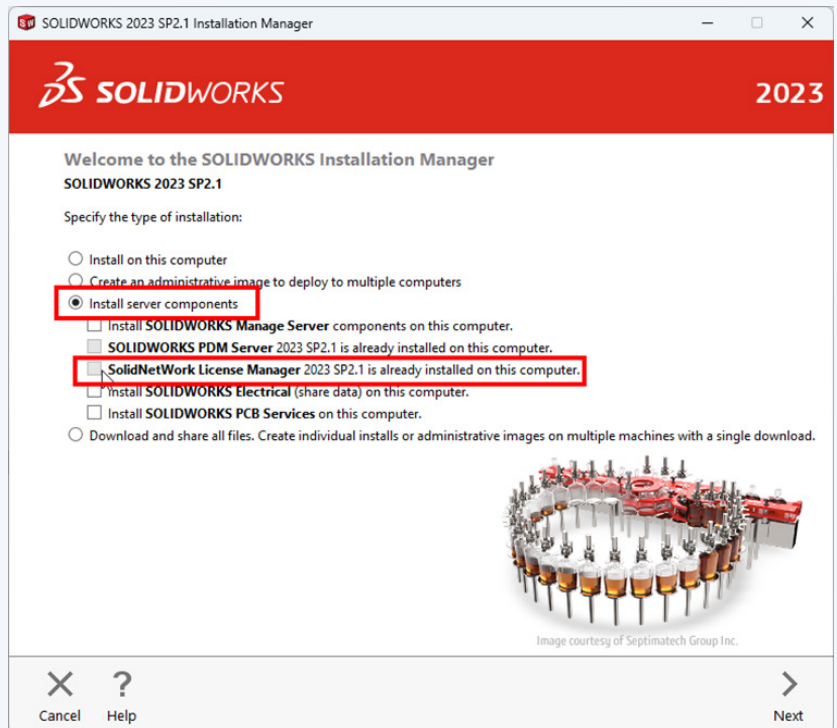 SOLIDWORKS 2023 SP2.1 Installation Manager
SOLIDWORKS
2023
Welcome to the SOLIDWORKS Installation Manager
SOLIDWORKS 2023 SP2.1
Specify the type of installation:
Install on this computer
Create an administrative image to deploy to multiple computers
Install server components
Install SOLIDWORKS Manage Server components on this computer.
SOLIDWORKS PDM Server 2023 SP2.1 is already installed on this computer.
SolidNetWork License Manager 2023 SP2.1 is already installed on this computer.
Install SOLIDWORKS Electrical (share data) on this computer.
Install SOLIDWORKS PCB Services on this computer.
Download and share all files. Create individual installs or administrative images on multiple machines with a single download.
Image courtesy of Septimatech Group Inc.
Cancel
Help
Next